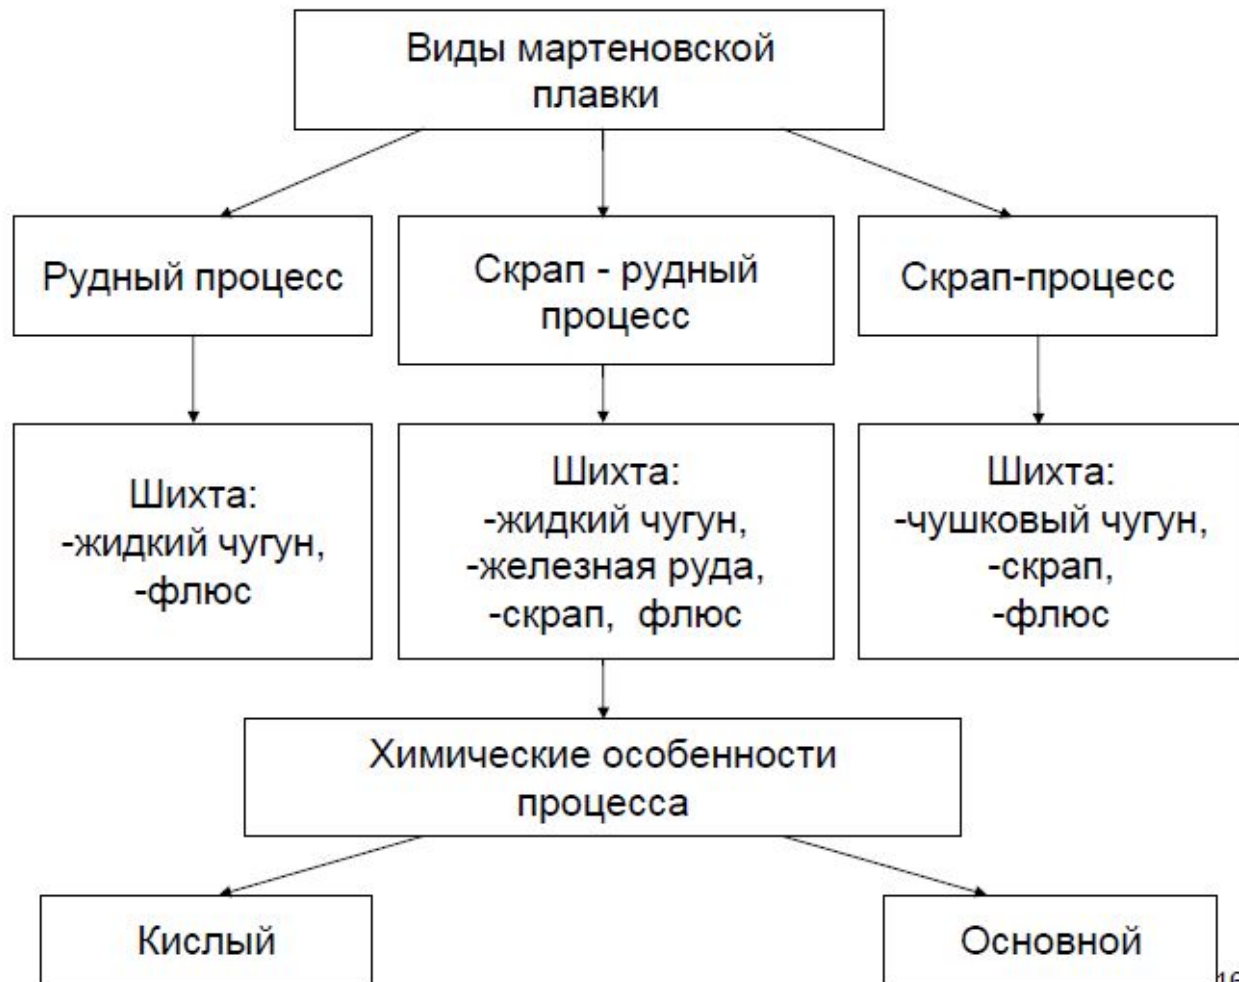 Виды мартеновской
плавки
Рудный процесс
Скрап - рудный
процесс
Скрап-процесс
Шихта:
-жидкий чугун,
-флюс
Шихта:
-жидкий чугун,
-железная руда,
-скрап, флюс
Шихта:
-чушковый чугун,
-скрап,
-флюс
Химические особенности
процесса
Кислый
Основной
16